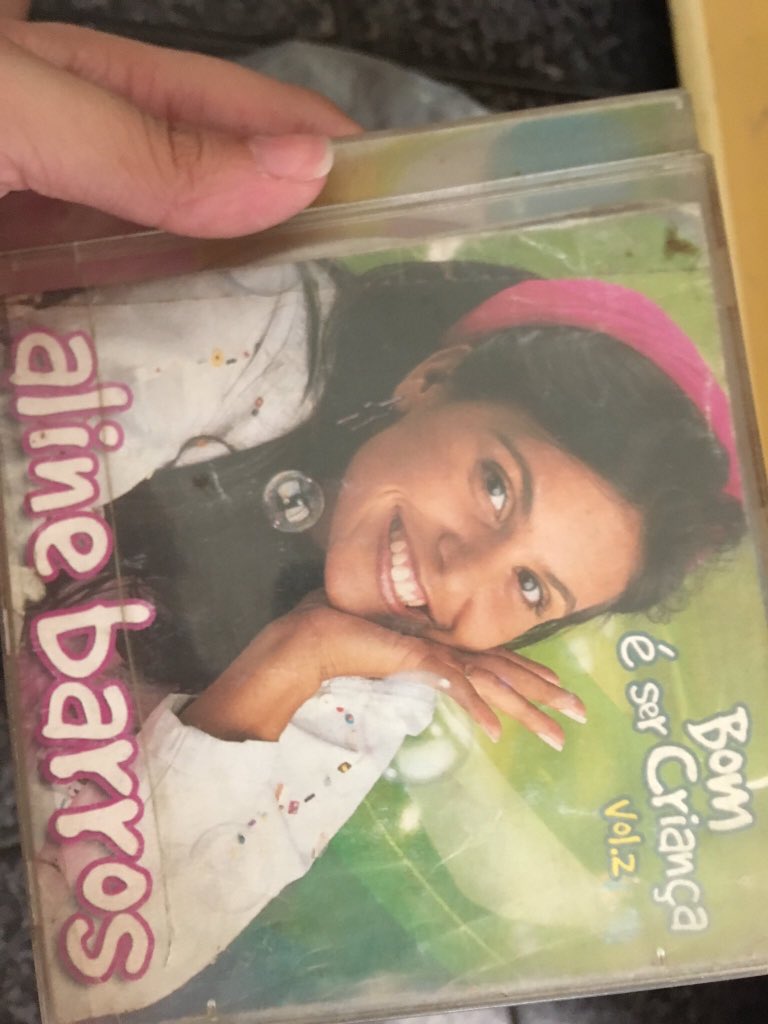 Bom
é ser Criança
Vol.2
aline barros